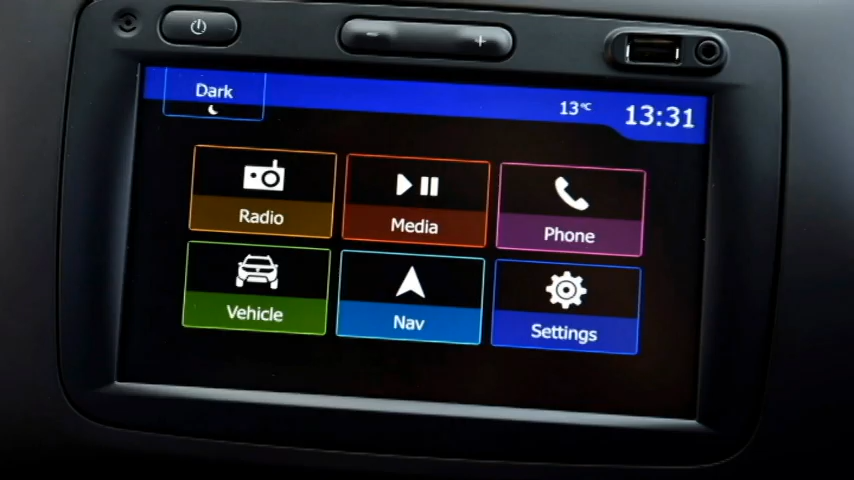 Dark
13°C
13:31
Radio
Media
Phone
Vehicle
Nav
Settings